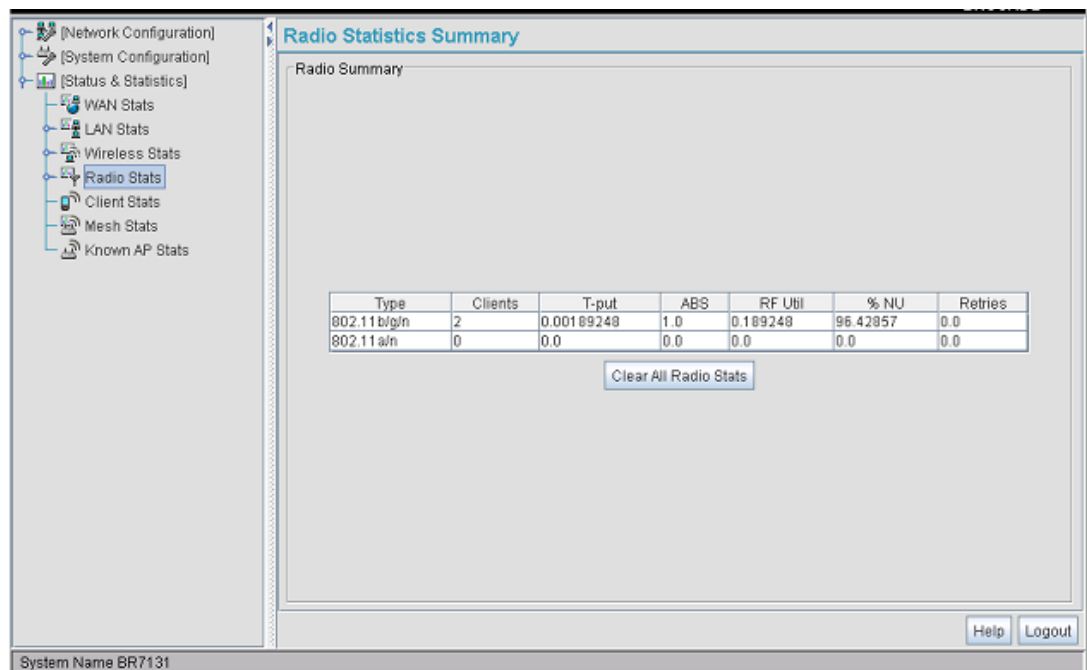 [Network Configuration]
[System Configuration]
[Status & Statistics]
WAN Stats
LAN Stats
Wireless Stats
Radio Stats
Client Stats
Mesh Stats
Known AP Stats
Radio Statistics Summary
Radio Summary
Type Clients T-put ABS RF Util % NU Retries
802.11b/g/n 2 0.00189248 1.0 0.189248 96.42857 0.0
802.11a/n 0 0.0 0.0 0.0 0.0 0.0
Clear All Radio Stats
Help Logout
System Name BR7131